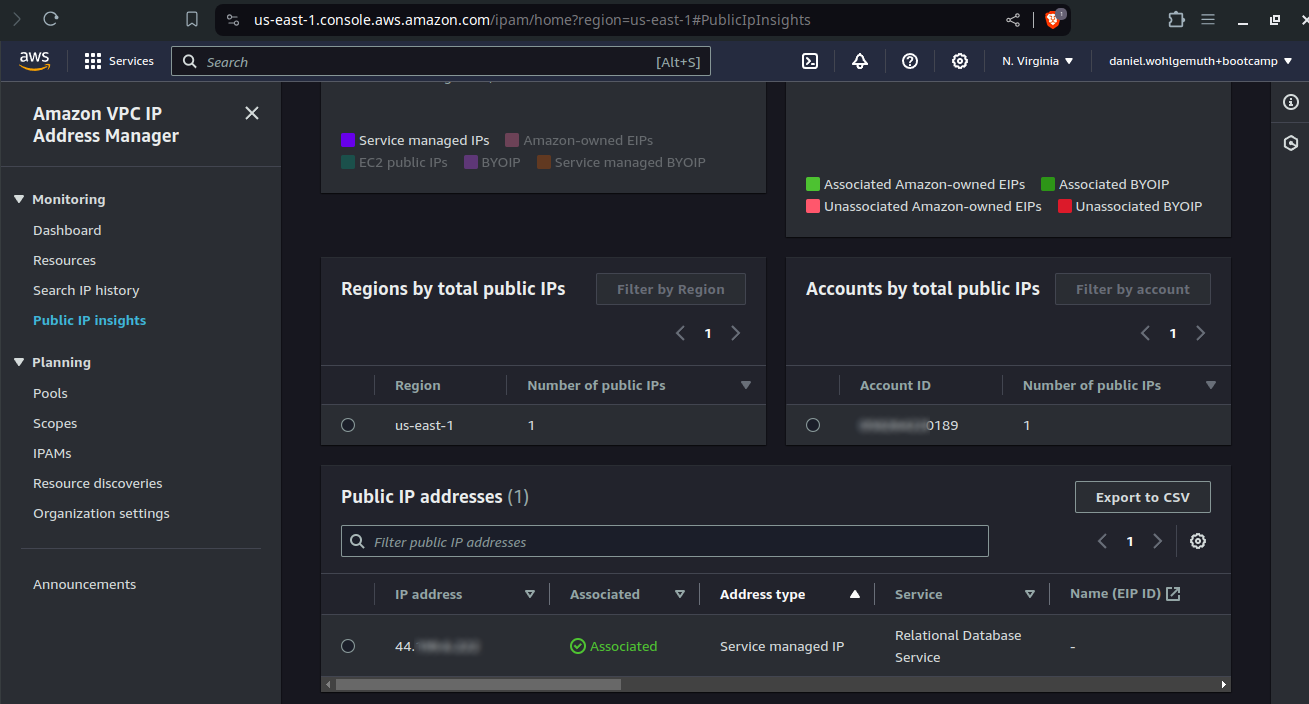 us-east-1.console.aws.amazon.com/ipam/home?region=us-east-1#PublicIpInsights
1
aws
Services
Search
[Alt+S]
N. Virginia
daniel.wohlgemuth+bootcamp
Amazon VPC IP
Address Manager
Monitoring
Dashboard
Resources
Search IP history
Public IP insights
Planning
Pools
Scopes
IPAMs
Resource discoveries
Organization settings
Announcements
Service managed IPs
Amazon-owned EIPs
EC2 public IPs
BYOIP
Service managed BYOIP
Associated Amazon-owned EIPs
Associated BYOIP
Unassociated Amazon-owned EIPs
Unassociated BYOIP
Regions by total public IPs
Filter by Region
1
Region
Number of public IPs
us-east-1
1
Accounts by total public IPs
Filter by account
1
Account ID
Number of public IPs
0189
1
Public IP addresses (1)
Export to CSV
Filter public IP addresses
1
IP address
Associated
Address type
Service
Name (EIP ID)
44.
Associated
Service managed IP
Relational Database
Service
-